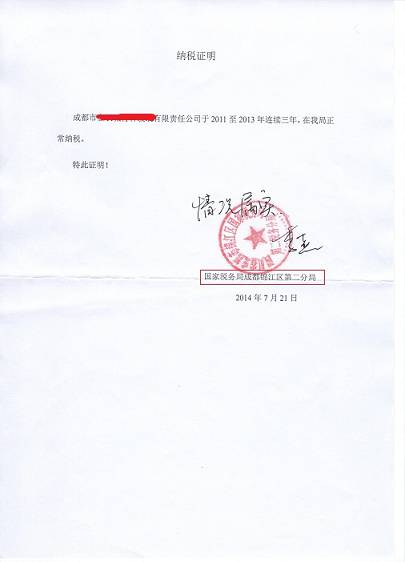 纳税证明
成都市
有限责任公司于 2011 至 2013 年连续三年，在我局正
常纳税。
特此证明！
情况属实
国家税务局成都锦江区第二分局
2014 年 7 月 21 日